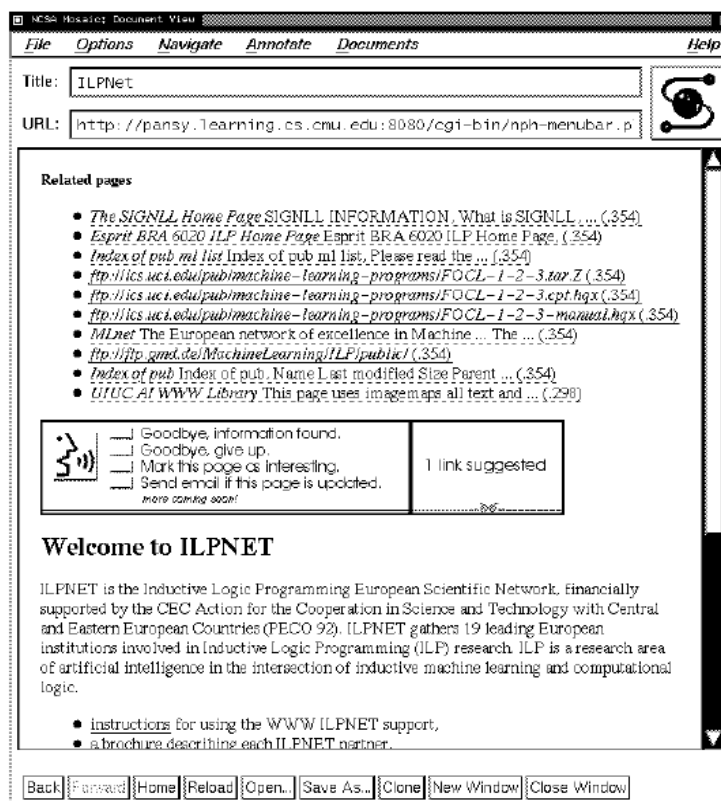 NCSA Mosaic: Document View
File Options Navigate Annotate Documents Help
Title: ILPNet
URL: http://pansy.learning.cs.cmu.edu:8080/cgi-bin/nph-menubar.p
Related pages
The SIGNLL Home Page SIGNLL INFORMATION, What is SIGNLL, ... (.354)
Esprit BRA 6020 ILP Home Page Esprit BRA 6020 ILP Home Page, (.354)
Index of pub ml list Index of pub ml list, Please read the ... (.354)
ftp://ics.uci.edu/pub/machine-learning-programs/FOCL-1-2-3.tar.Z (.354)
ftp://ics.uci.edu/pub/machine-learning-programs/FOCL-1-2-3.cpt.hqx (.354)
ftp://ics.uci.edu/pub/machine-learning-programs/FOCL-1-2-3-manual.hqx (.354)
MLnet The European network of excellence in Machine ... The ... (.354)
ftp://ftp.gmd.de/MachineLearning/ILP/public/ (.354)
Index of pub Index of pub, Name Last modified Size Parent ... (.354)
UIUC AI WWW Library This page uses imagemaps all text and ... (.298)
Goodbye, information found.
Goodbye, give up.
Mark this page as interesting.
Send email if this page is updated.
more coming soon!
1 link suggested
Welcome to ILPNET
ILPNET is the Inductive Logic Programming European Scientific Network, financially
supported by the CEC Action for the Cooperation in Science and Technology with Central
and Eastern European Countries (PECO 92). ILPNET gathers 19 leading European
institutions involved in Inductive Logic Programming (ILP) research. ILP is a research area
of artificial intelligence in the intersection of inductive machine learning and computational
logic.
instructions for using the WWW ILPNET support,
a brochure describing each ILPNET partner,
Back Forward Home Reload Open... Save As... Clone New Window Close Window